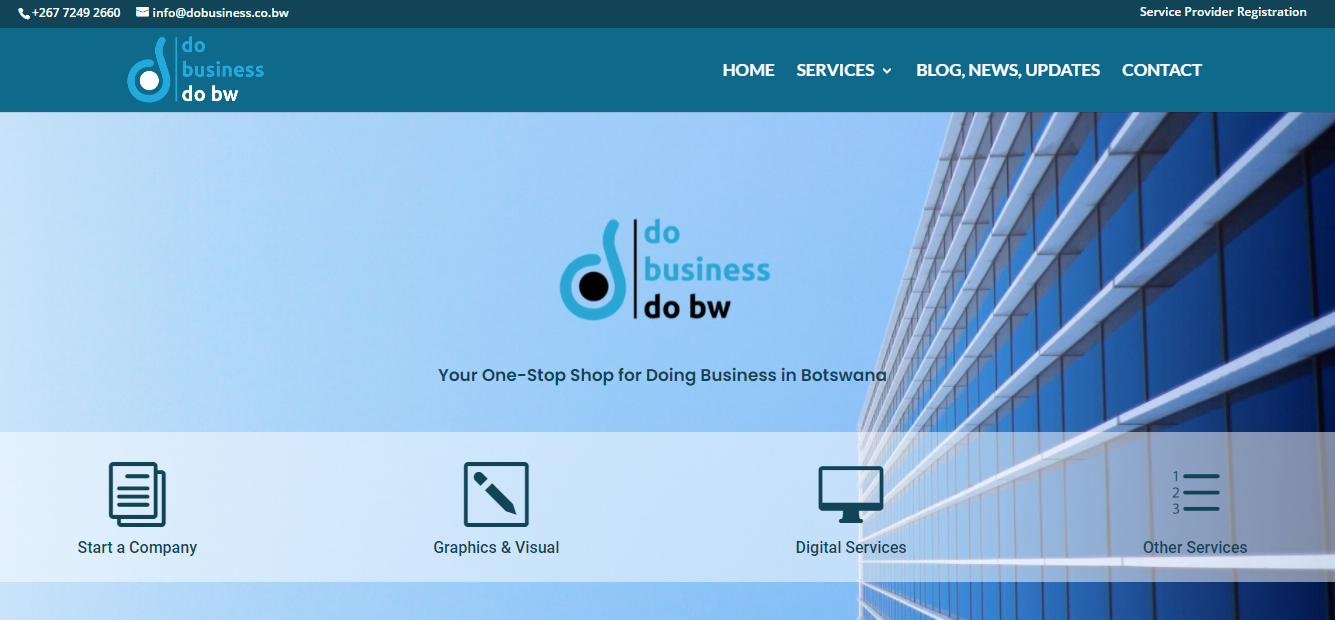 +267 7249 2660 info@dobusiness.co.bw Service Provider Registration
do
business
do bw
HOME SERVICES BLOG, NEWS, UPDATES CONTACT
do
business
do bw
Your One-Stop Shop for Doing Business in Botswana
1
2
3
Start a Company Graphics & Visual Digital Services Other Services